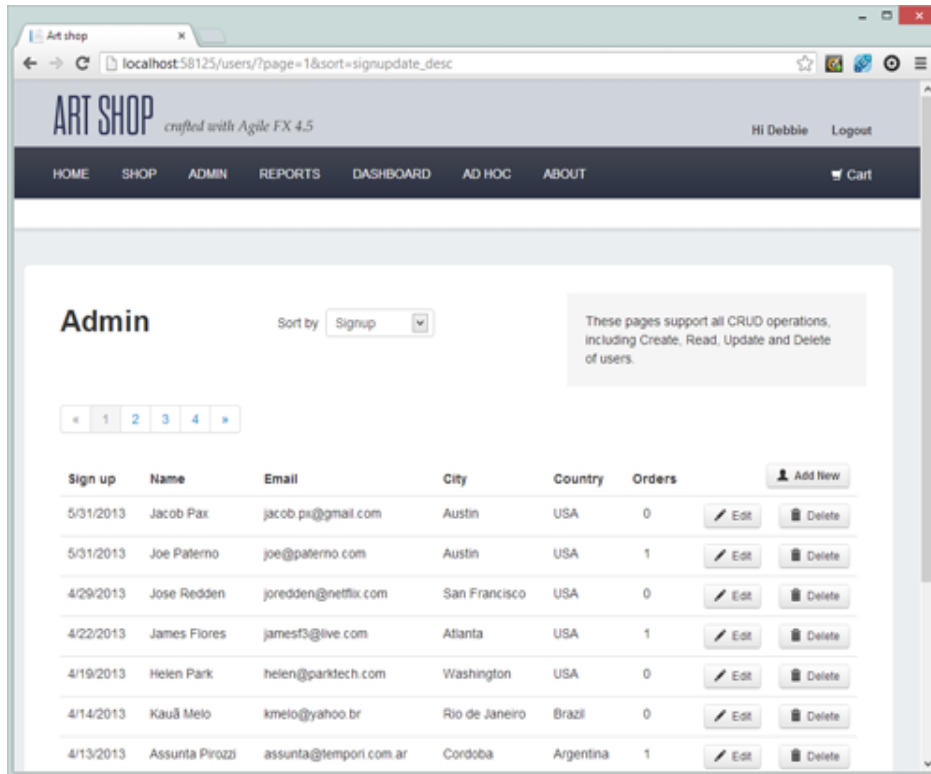 Art shop
localhost:58125/users/?page=1&sort=signupdate_desc
ART SHOP crafted with Agile FX 4.5
Hi Debbie Logout
HOME SHOP ADMIN REPORTS DASHBOARD AD HOC ABOUT Cart
Admin
Sort by Signup
These pages support all CRUD operations,
including Create, Read, Update and Delete
of users.
« 1 2 3 4 »
Sign up Name Email City Country Orders Add New
5/31/2013 Jacob Pax jacob.px@gmail.com Austin USA 0 Edit Delete
5/31/2013 Joe Paterno joe@paterno.com Austin USA 1 Edit Delete
4/29/2013 Jose Redden joredden@netflix.com San Francisco USA 0 Edit Delete
4/22/2013 James Flores jamesf3@live.com Atlanta USA 1 Edit Delete
4/19/2013 Helen Park helen@parktech.com Washington USA 0 Edit Delete
4/14/2013 Kauã Melo kmelo@yahoo.br Rio de Janeiro Brazil 0 Edit Delete
4/13/2013 Assunta Pirozzi assunta@tempori.com.ar Cordoba Argentina 1 Edit Delete